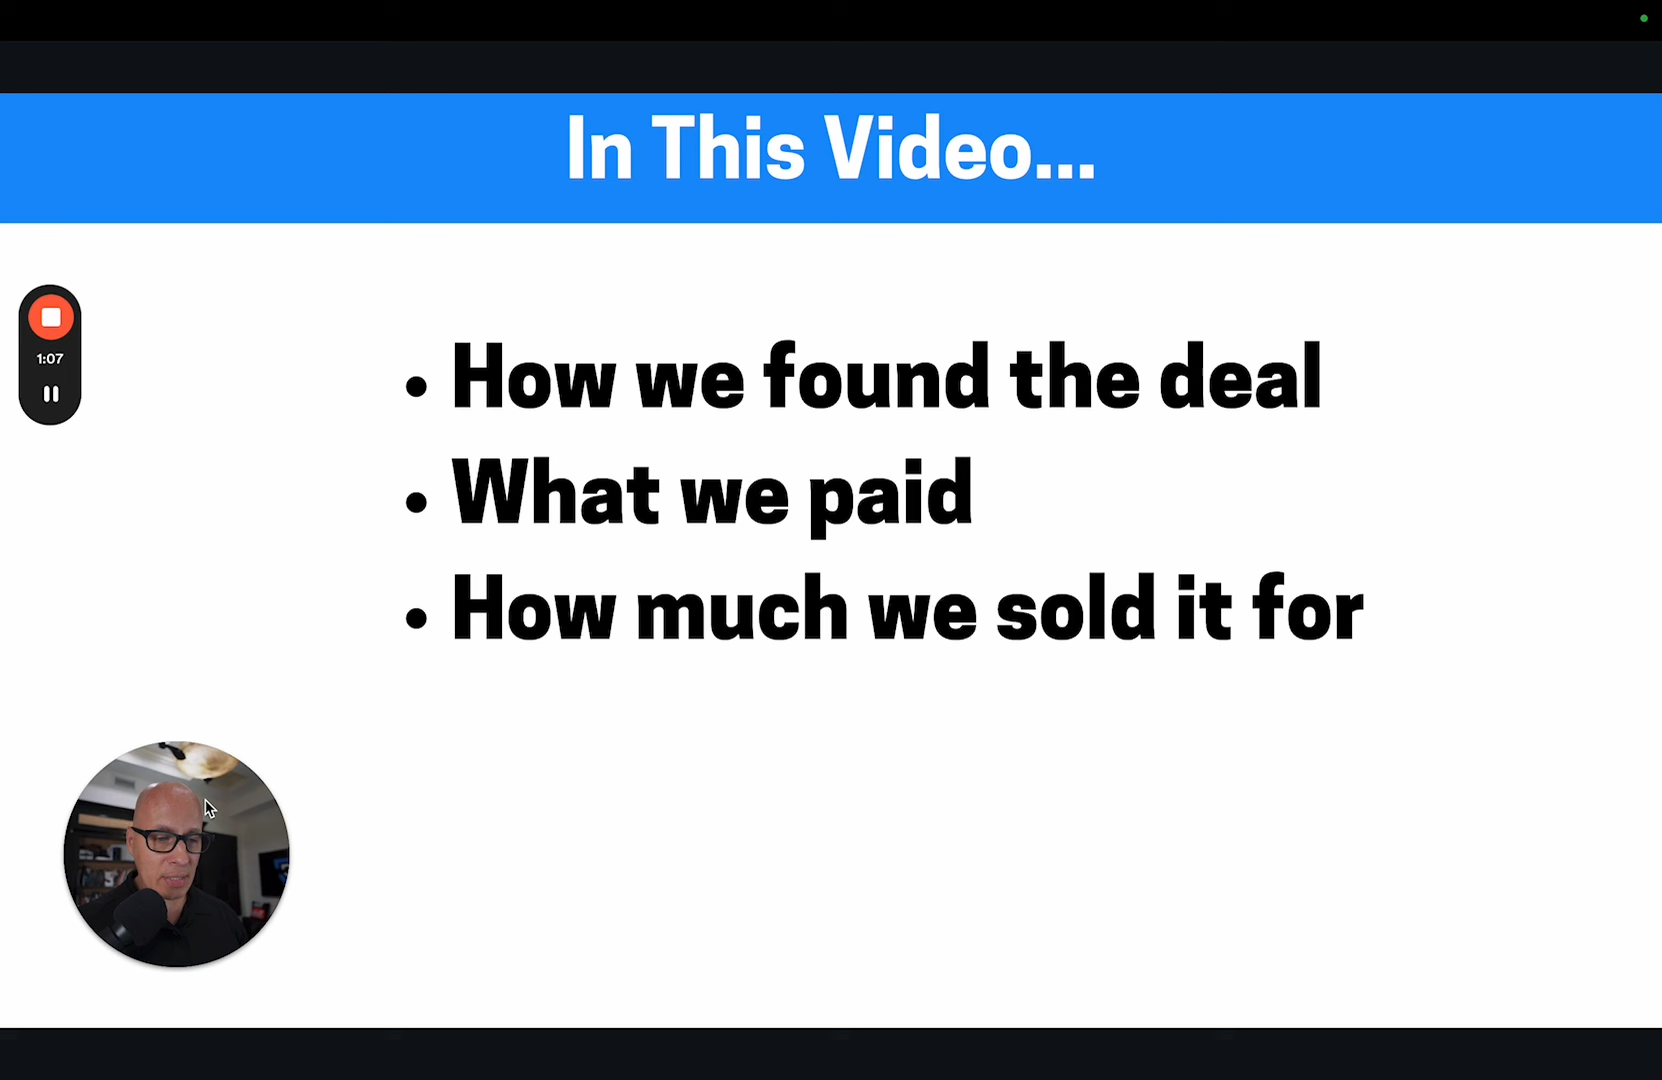 In This Video...
1:07
• How we found the deal
• What we paid
• How much we sold it for